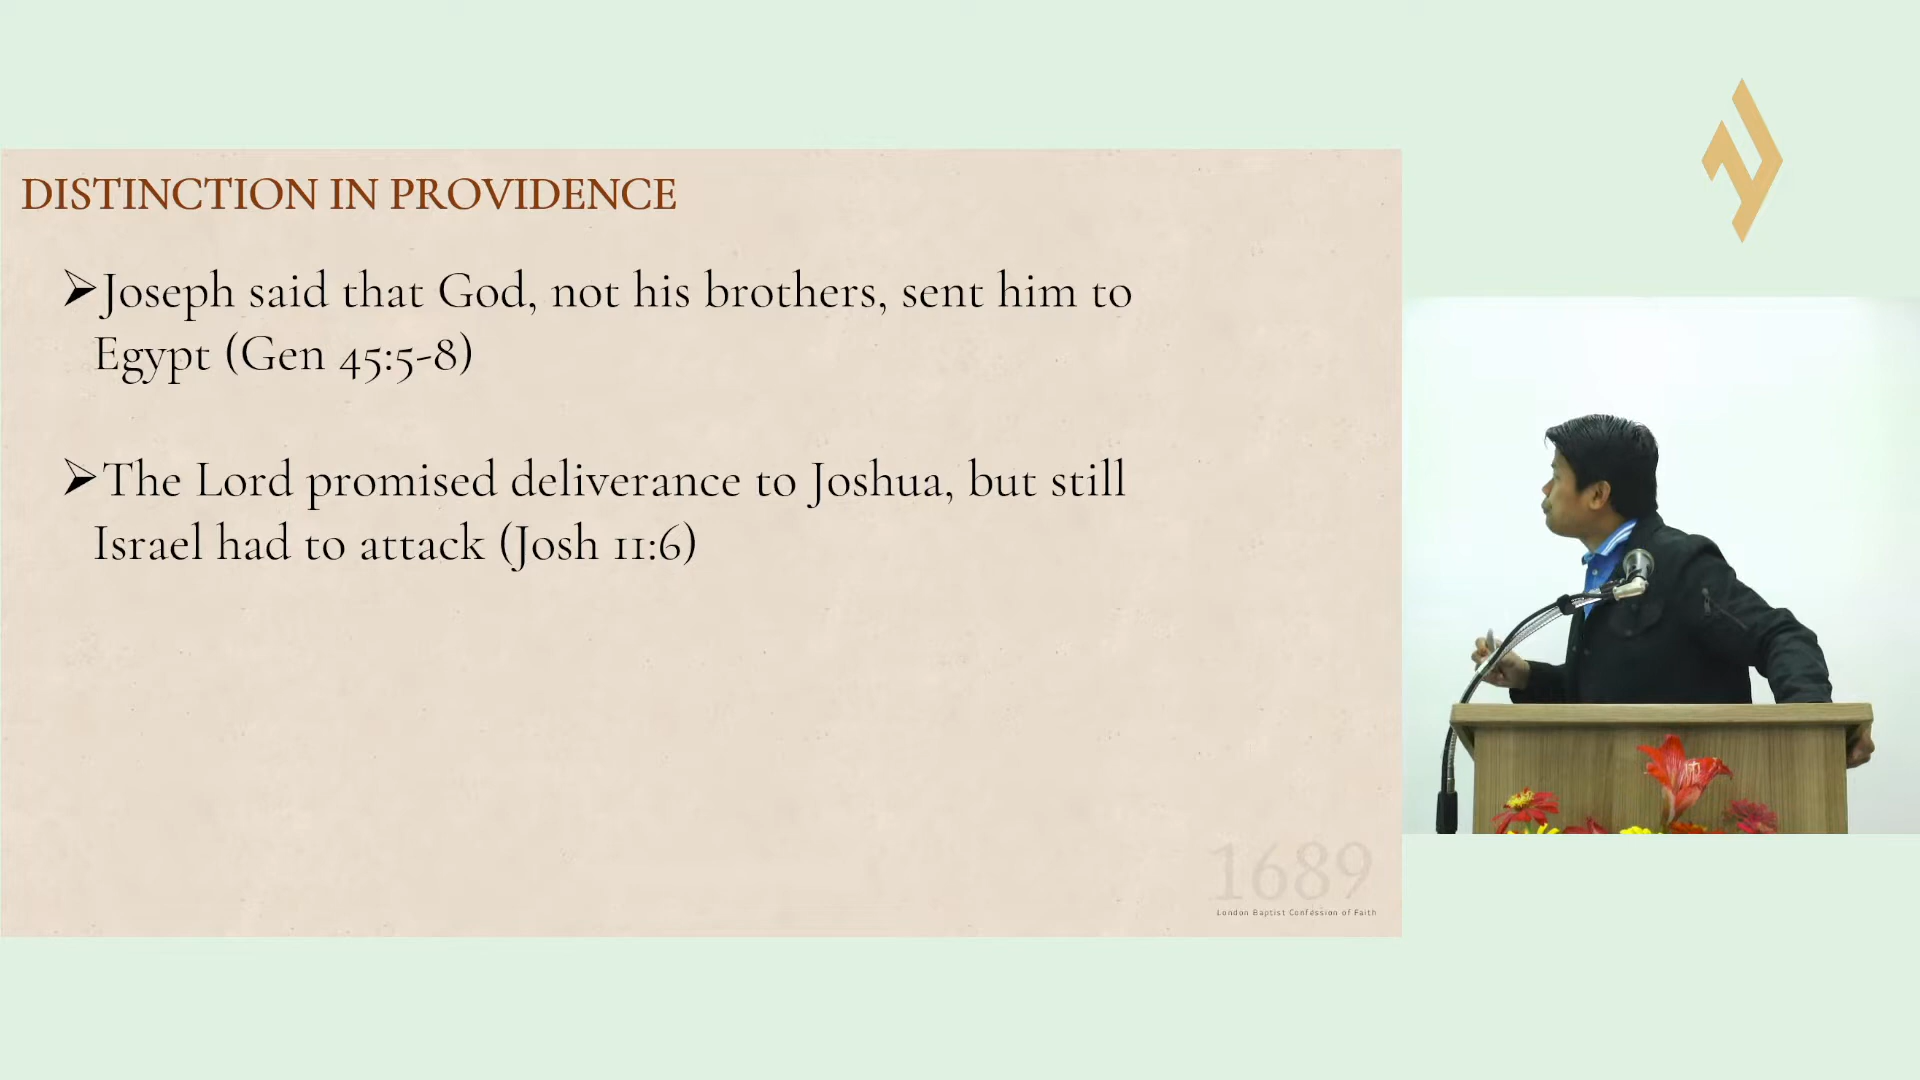 DISTINCTION IN PROVIDENCE
➢Joseph said that God, not his brothers, sent him to
Egypt (Gen 45:5-8)
➢The Lord promised deliverance to Joshua, but still
Israel had to attack (Josh 11:6)
1689
London Baptist Confession of Faith